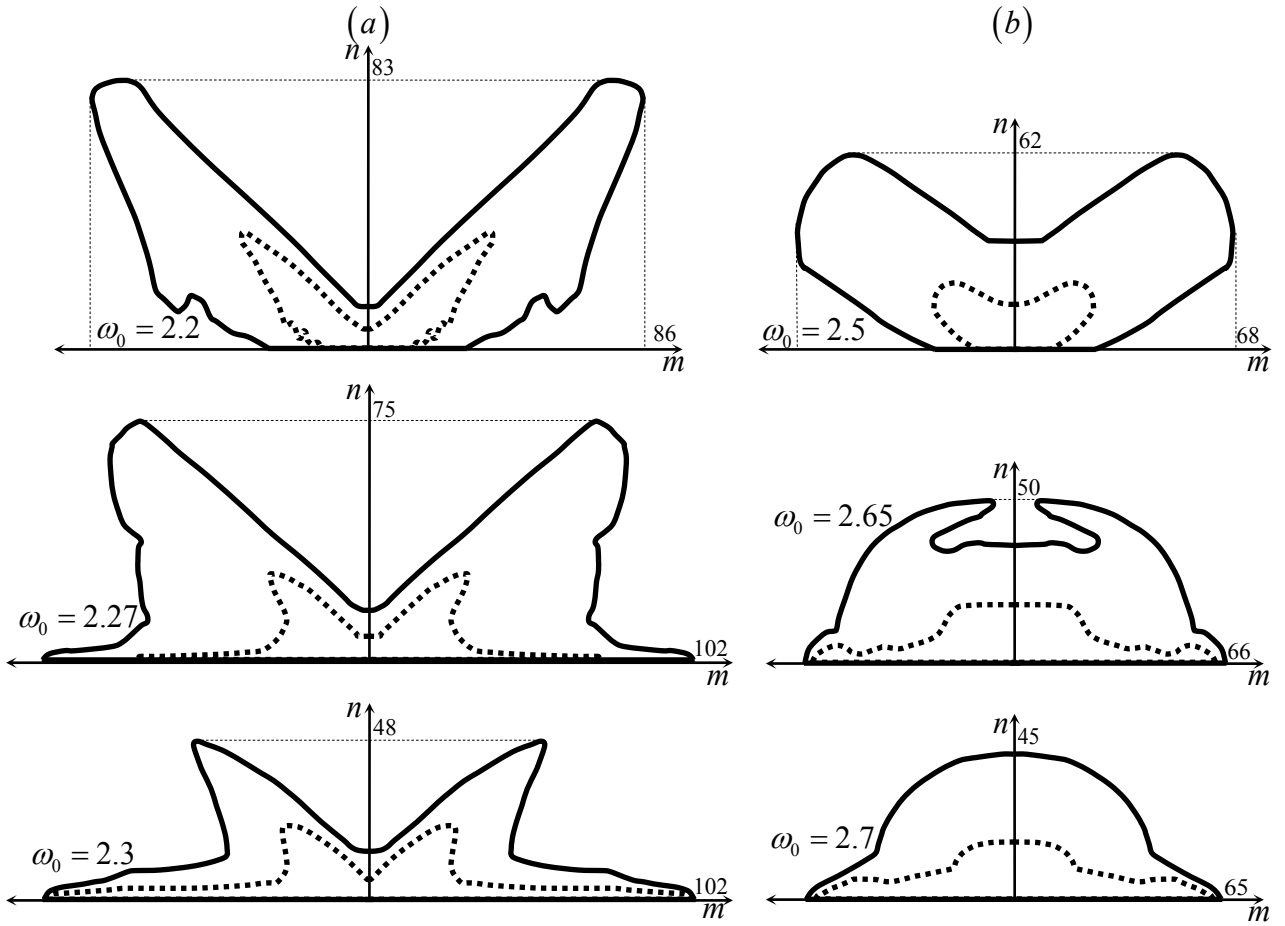 (a)
n
83
ω₀ = 2.2
86
m
n
75
ω₀ = 2.27
102
m
n
48
ω₀ = 2.3
102
m
(b)
n
62
ω₀ = 2.5
68
m
n
50
ω₀ = 2.65
66
m
n
45
ω₀ = 2.7
65
m